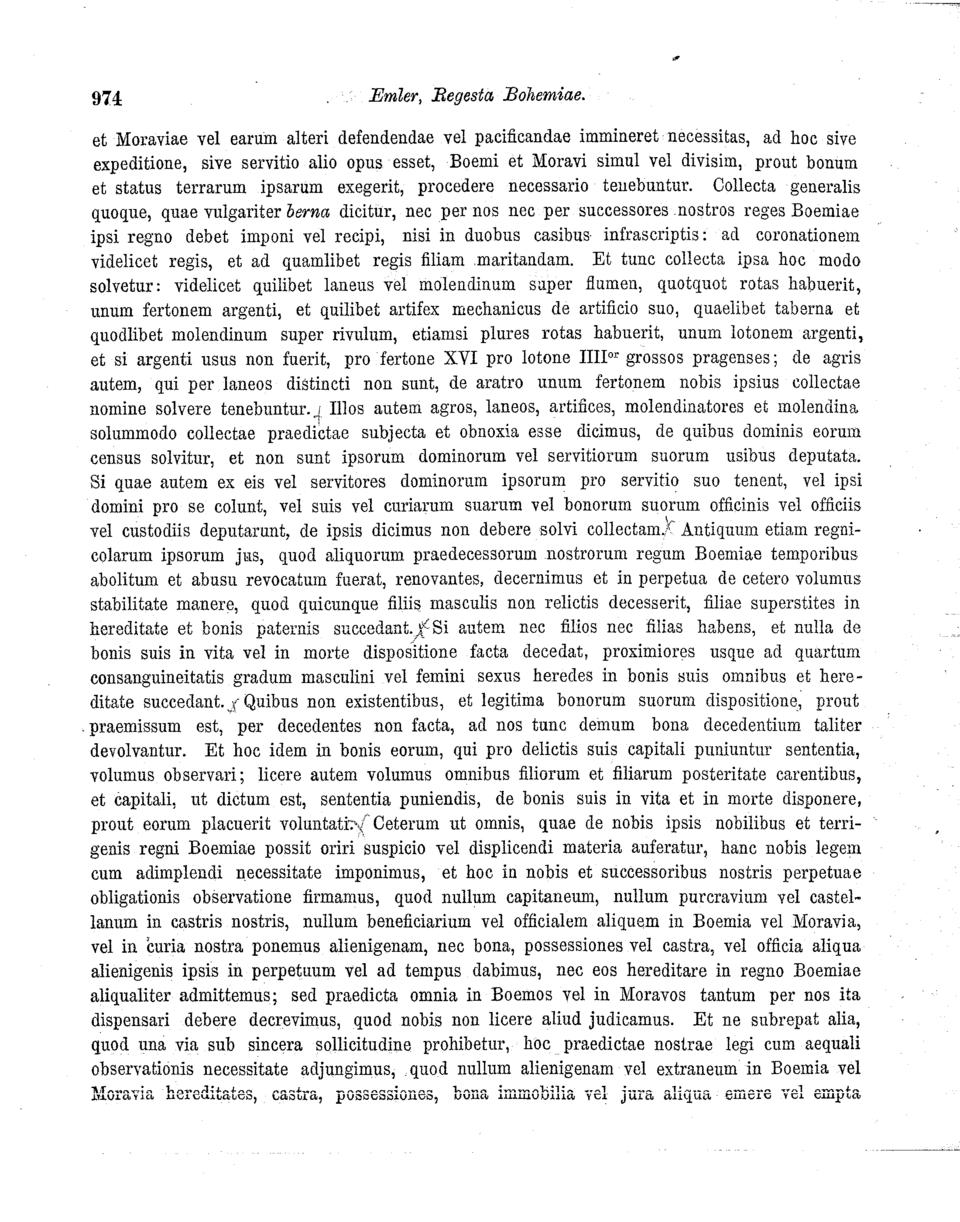 974 Emler, Regesta Bohemiae.
et Moraviae vel earum alteri defendendae vel pacificandae immineret necessitas, ad hoc sive
expeditione, sive servitio alio opus esset, Boemi et Moravi simul vel divisim, prout bonum
et status terrarum ipsarum exegerit, procedere necessario tenebuntur. Collecta generalis
quoque, quae vulgariter berna dicitur, nec per nos nec per successores nostros reges Boemiae
ipsi regno debet imponi vel recipi, nisi in duobus casibus infrascriptis: ad coronationem
videlicet regis, et ad quamlibet regis filiam maritandam. Et tunc collecta ipsa hoc modo
solvetur: videlicet quilibet laneus vel molendinum super flumen, quotquot rotas habuerit,
unum fertonem argenti, et quilibet artifex mechanicus de artificio suo, quaelibet taberna et
quodlibet molendinum super rivulum, etiamsi plures rotas habuerit, unum lotonem argenti,
et si argenti usus non fuerit, pro fertone XVI pro lotone IIIIor grossos pragenses; de agris
autem, qui per laneos distincti non sunt, de aratro unum fertonem nobis ipsius collectae
nomine solvere tenebuntur. Illos autem agros, laneos, artifices, molendinatores et molendina
solummodo collectae praedictae subjecta et obnoxia esse dicimus, de quibus dominis eorum
census solvitur, et non sunt ipsorum dominorum vel servitiorum suorum usibus deputata.
Si quae autem ex eis vel servitores dominorum ipsorum pro servitio suo tenent, vel ipsi
domini pro se colunt, vel suis vel curiarum suarum vel bonorum suorum officinis vel officiis
vel custodiis deputarunt, de ipsis dicimus non debere solvi collectam. Antiquum etiam regni-
colarum ipsorum jus, quod aliquorum praedecessorum nostrorum regum Boemiae temporibus
abolitum et abusu revocatum fuerat, renovantes, decernimus et in perpetua de cetero volumus
stabilitate manere, quod quicunque filiis masculis non relictis decesserit, filiae superstites in
hereditate et bonis paternis succedant. Si autem nec filios nec filias habens, et nulla de
bonis suis in vita vel in morte dispositione facta decedat, proximiores usque ad quartum
consanguineitatis gradum masculini vel femini sexus heredes in bonis suis omnibus et here-
ditate succedant. Quibus non existentibus, et legitima bonorum suorum dispositione, prout
praemissum est, per decedentes non facta, ad nos tunc demum bona decedentium taliter
devolvantur. Et hoc idem in bonis eorum, qui pro delictis suis capitali puniuntur sententia,
volumus observari; licere autem volumus omnibus filiorum et filiarum posteritate carentibus,
et capitali, ut dictum est, sententia puniendis, de bonis suis in vita et in morte disponere,
prout eorum placuerit voluntati. Ceterum ut omnis, quae de nobis ipsis nobilibus et terri-
genis regni Boemiae possit oriri suspicio vel displicendi materia auferatur, hanc nobis legem
cum adimplendi necessitate imponimus, et hoc in nobis et successoribus nostris perpetuae
obligationis observatione firmamus, quod nullum capitaneum, nullum purcravium vel castel-
lanum in castris nostris, nullum beneficiarium vel officialem aliquem in Boemia vel Moravia,
vel in curia nostra ponemus alienigenam, nec bona, possessiones vel castra, vel officia aliqua
alienigenis ipsis in perpetuum vel ad tempus dabimus, nec eos hereditare in regno Boemiae
aliqualiter admittemus; sed praedicta omnia in Boemos vel in Moravos tantum per nos ita
dispensari debere decrevimus, quod nobis non licere aliud judicamus. Et ne subrepat alia,
quod una via sub sincera sollicitudine prohibetur, hoc praedictae nostrae legi cum aequali
observationis necessitate adjungimus, quod nullum alienigenam vel extraneum in Boemia vel
Moravia hereditates, castra, possessiones, bona immobilia vel jura aliqua emere vel empta